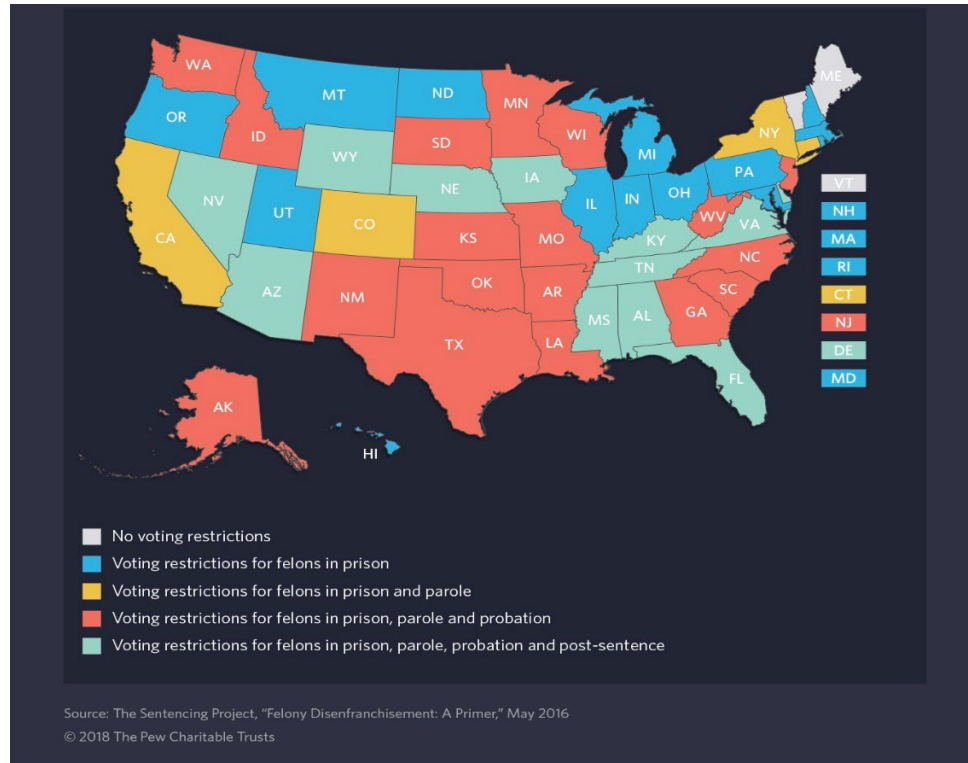 WA
MT
ND
MN
ME
OR
ID
SD
WI
NY
WY
MI
NE
IA
PA
NV
UT
IL
IN
OH
VT
CO
WV
NH
CA
KS
MO
KY
VA
MA
TN
NC
RI
AZ
NM
OK
AR
SC
CT
MS
AL
GA
NJ
TX
LA
DE
FL
MD
AK
HI
No voting restrictions
Voting restrictions for felons in prison
Voting restrictions for felons in prison and parole
Voting restrictions for felons in prison, parole and probation
Voting restrictions for felons in prison, parole, probation and post-sentence
Source: The Sentencing Project, “Felony Disenfranchisement: A Primer,” May 2016
© 2018 The Pew Charitable Trusts